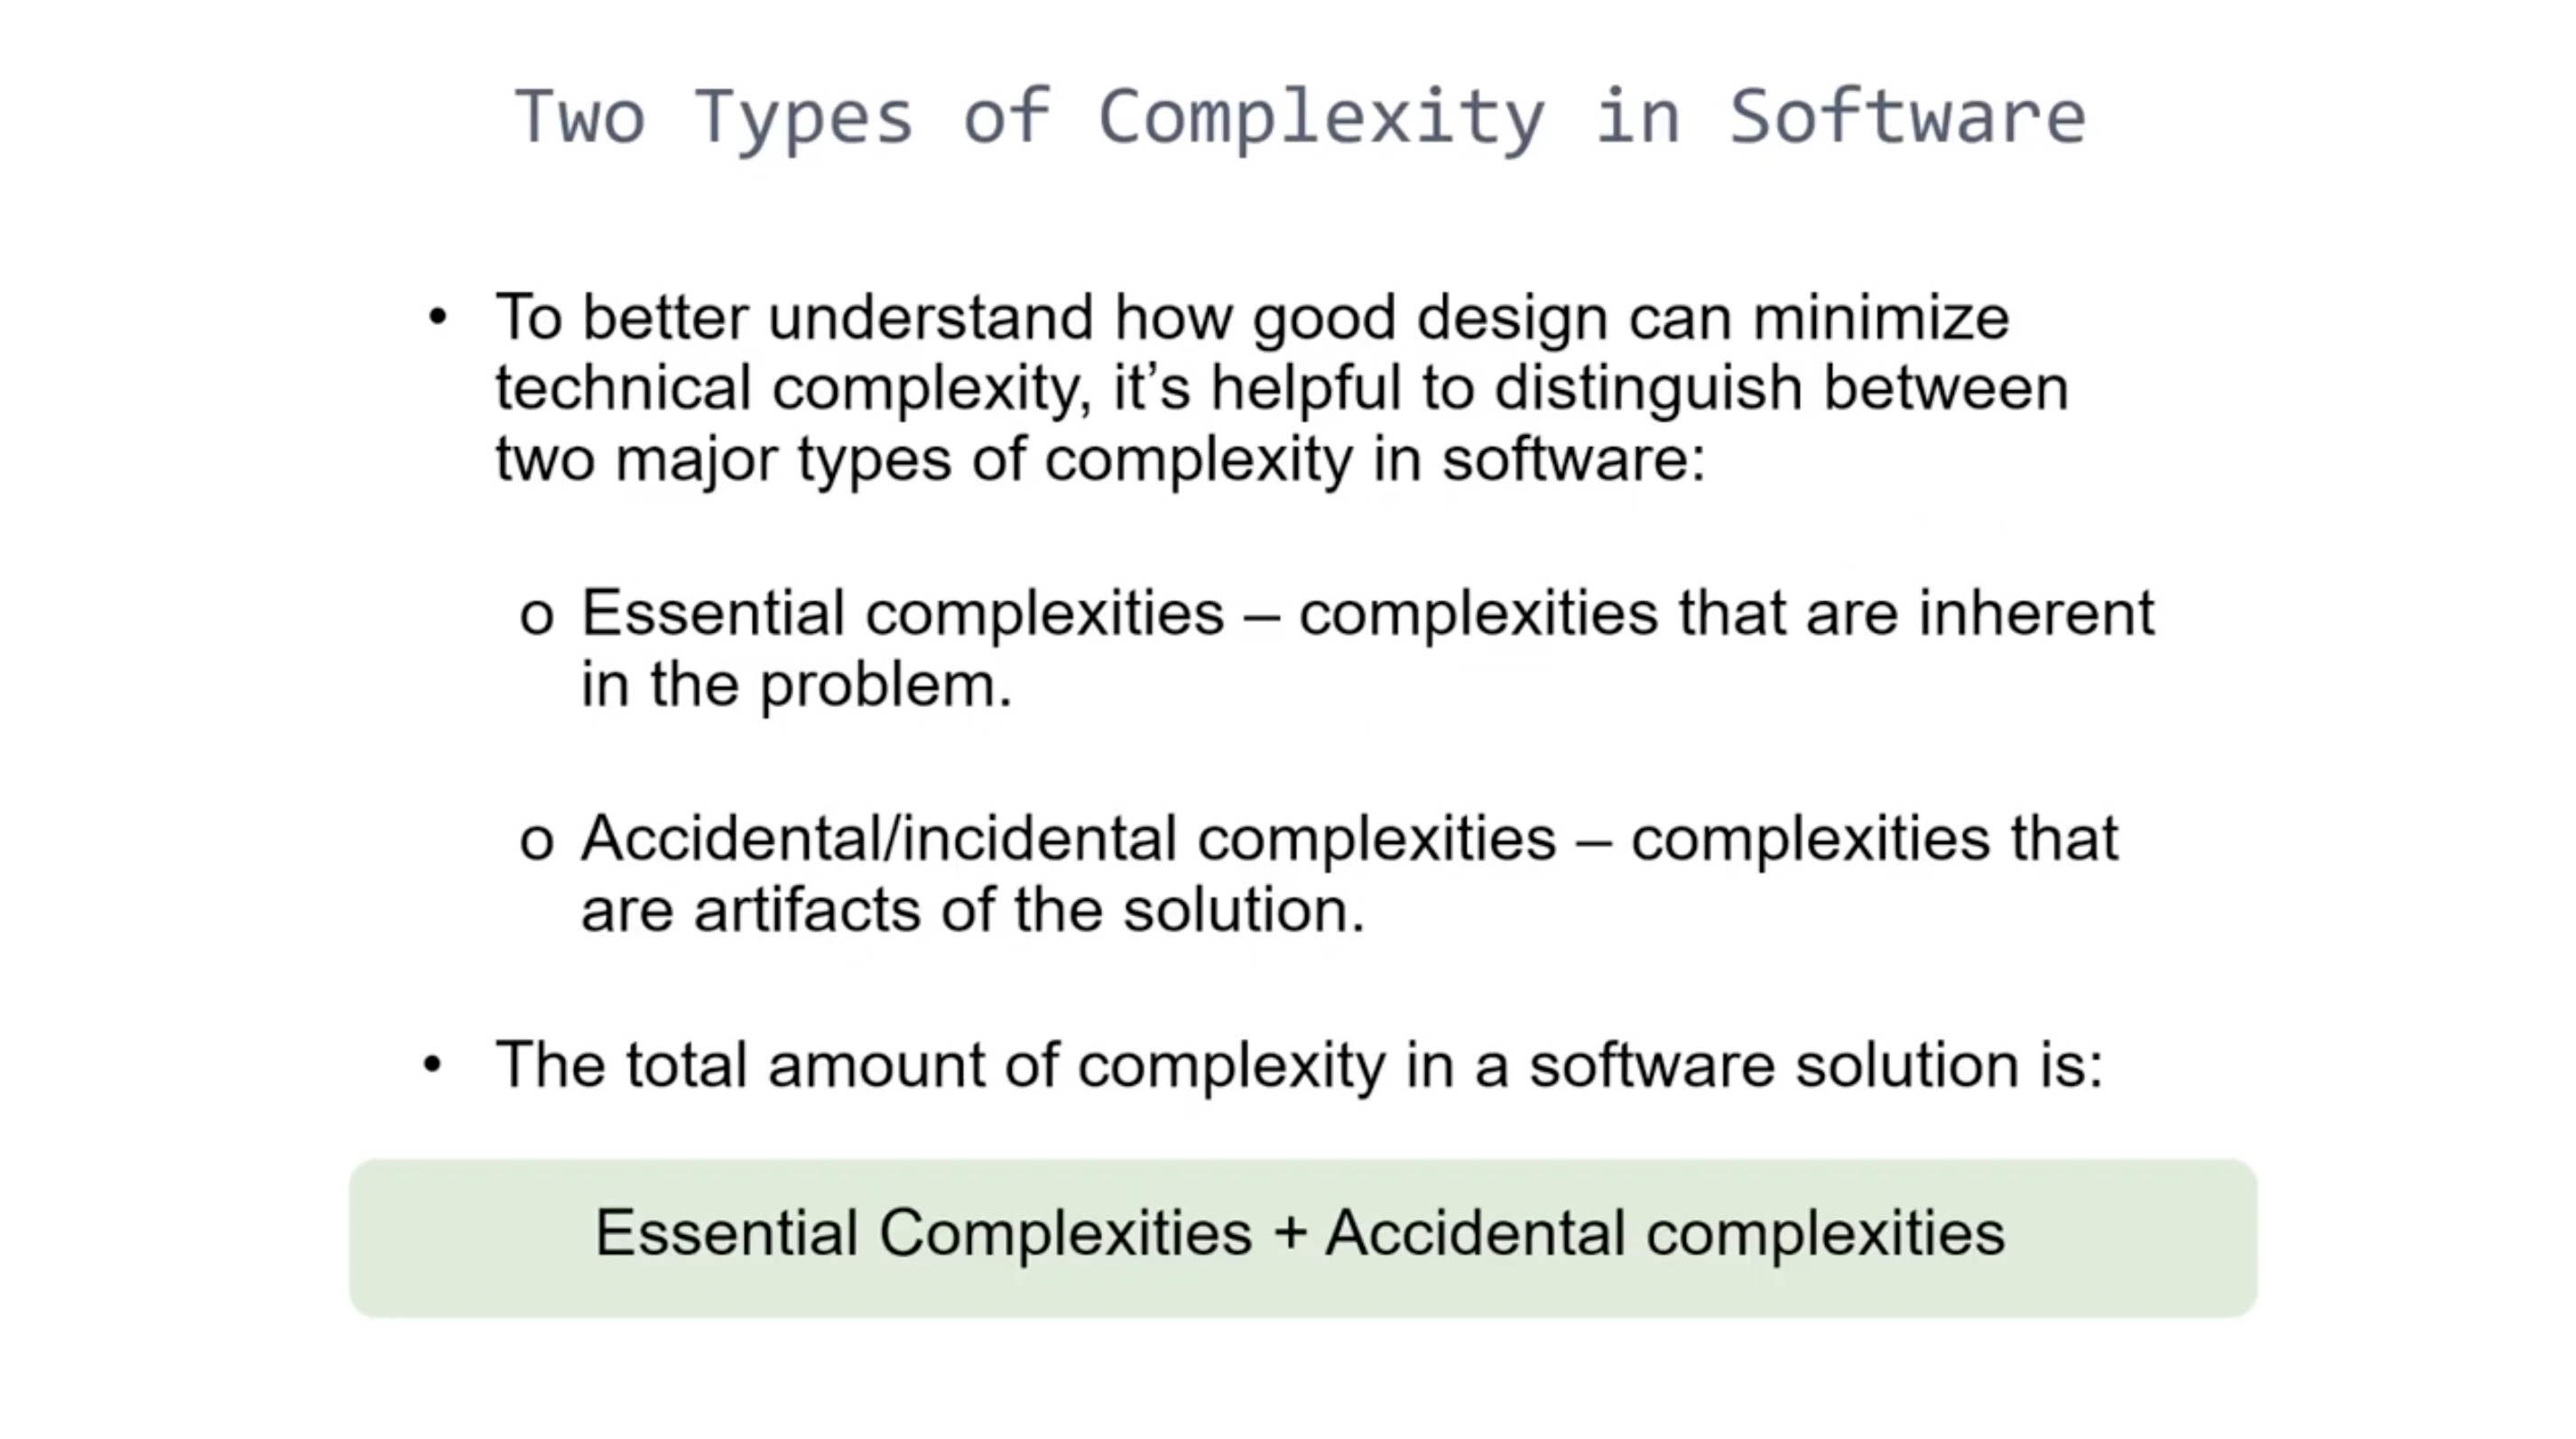 Two Types of Complexity in Software
• To better understand how good design can minimize
technical complexity, it’s helpful to distinguish between
two major types of complexity in software:
o Essential complexities – complexities that are inherent
in the problem.
o Accidental/incidental complexities – complexities that
are artifacts of the solution.
• The total amount of complexity in a software solution is:
Essential Complexities + Accidental complexities